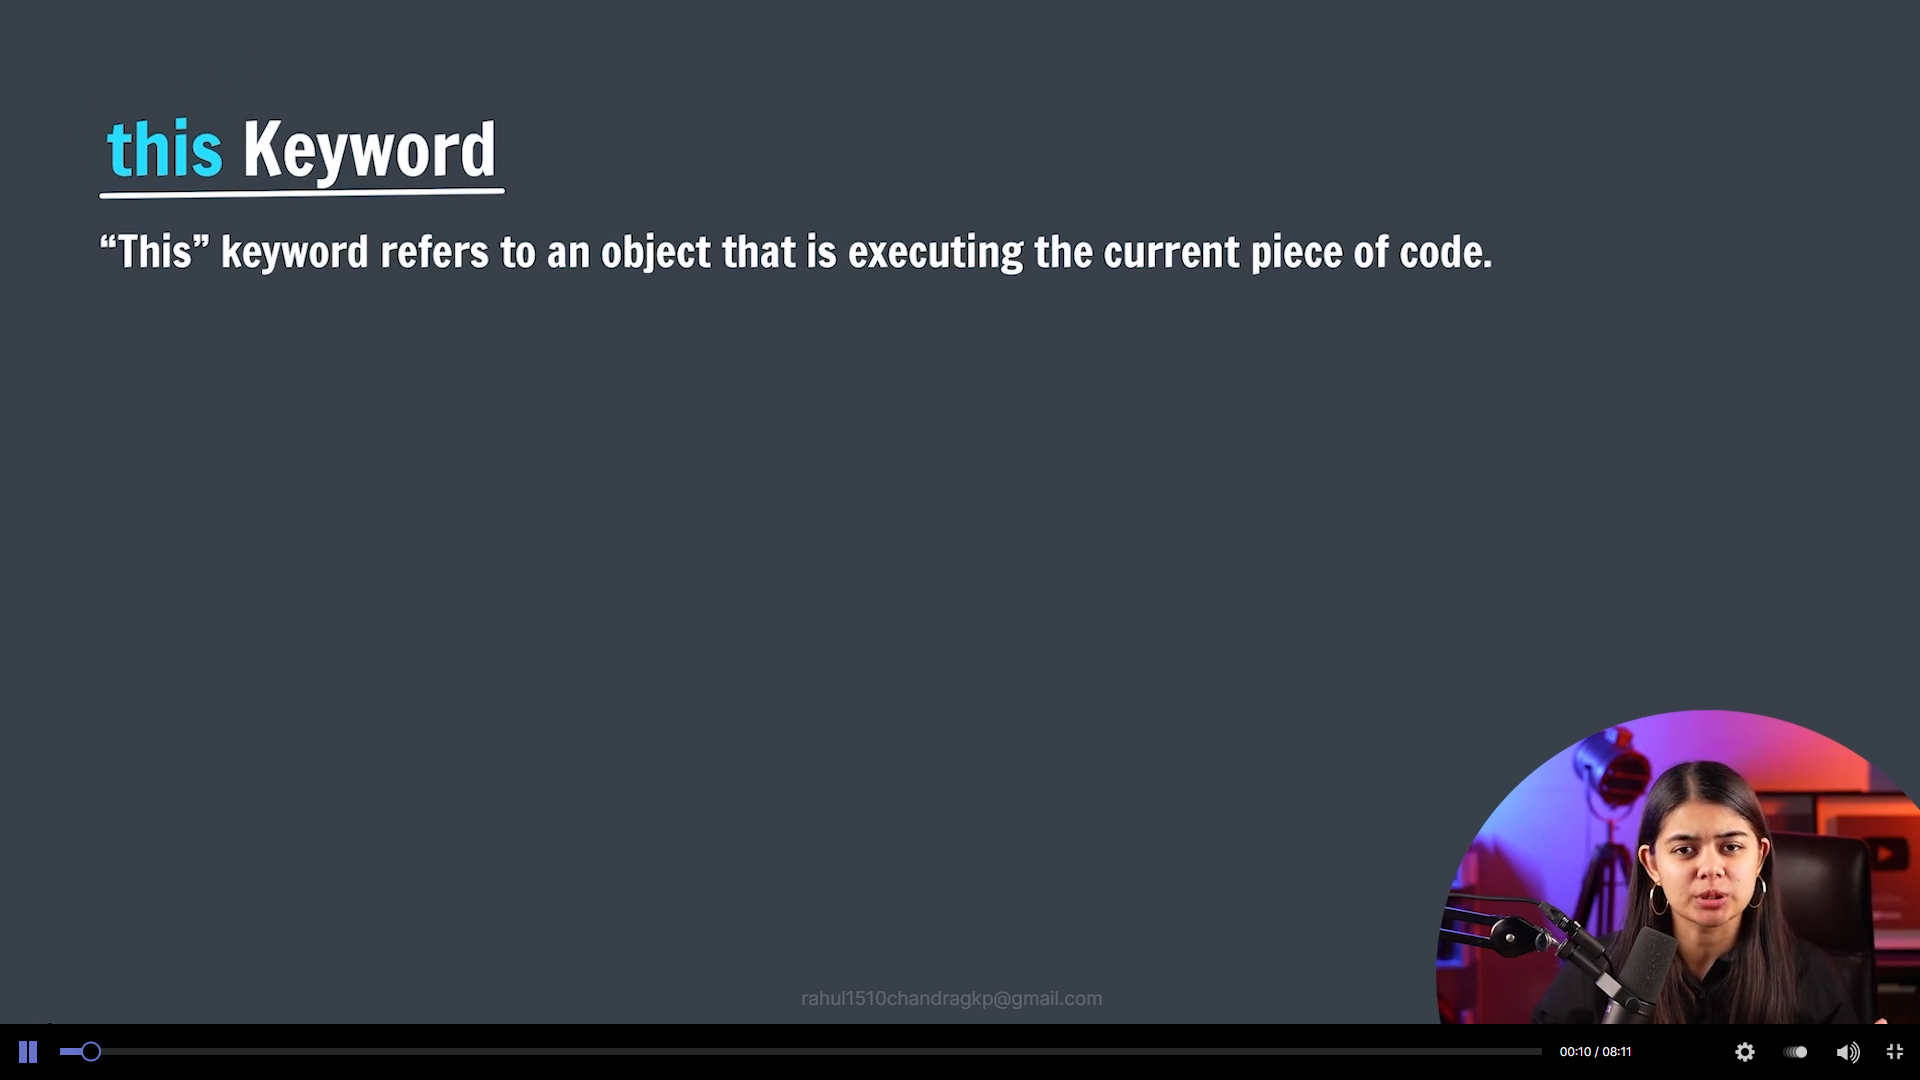 this Keyword
“This” keyword refers to an object that is executing the current piece of code.
rahul1510chandragkp@gmail.com
00:10 / 08:11